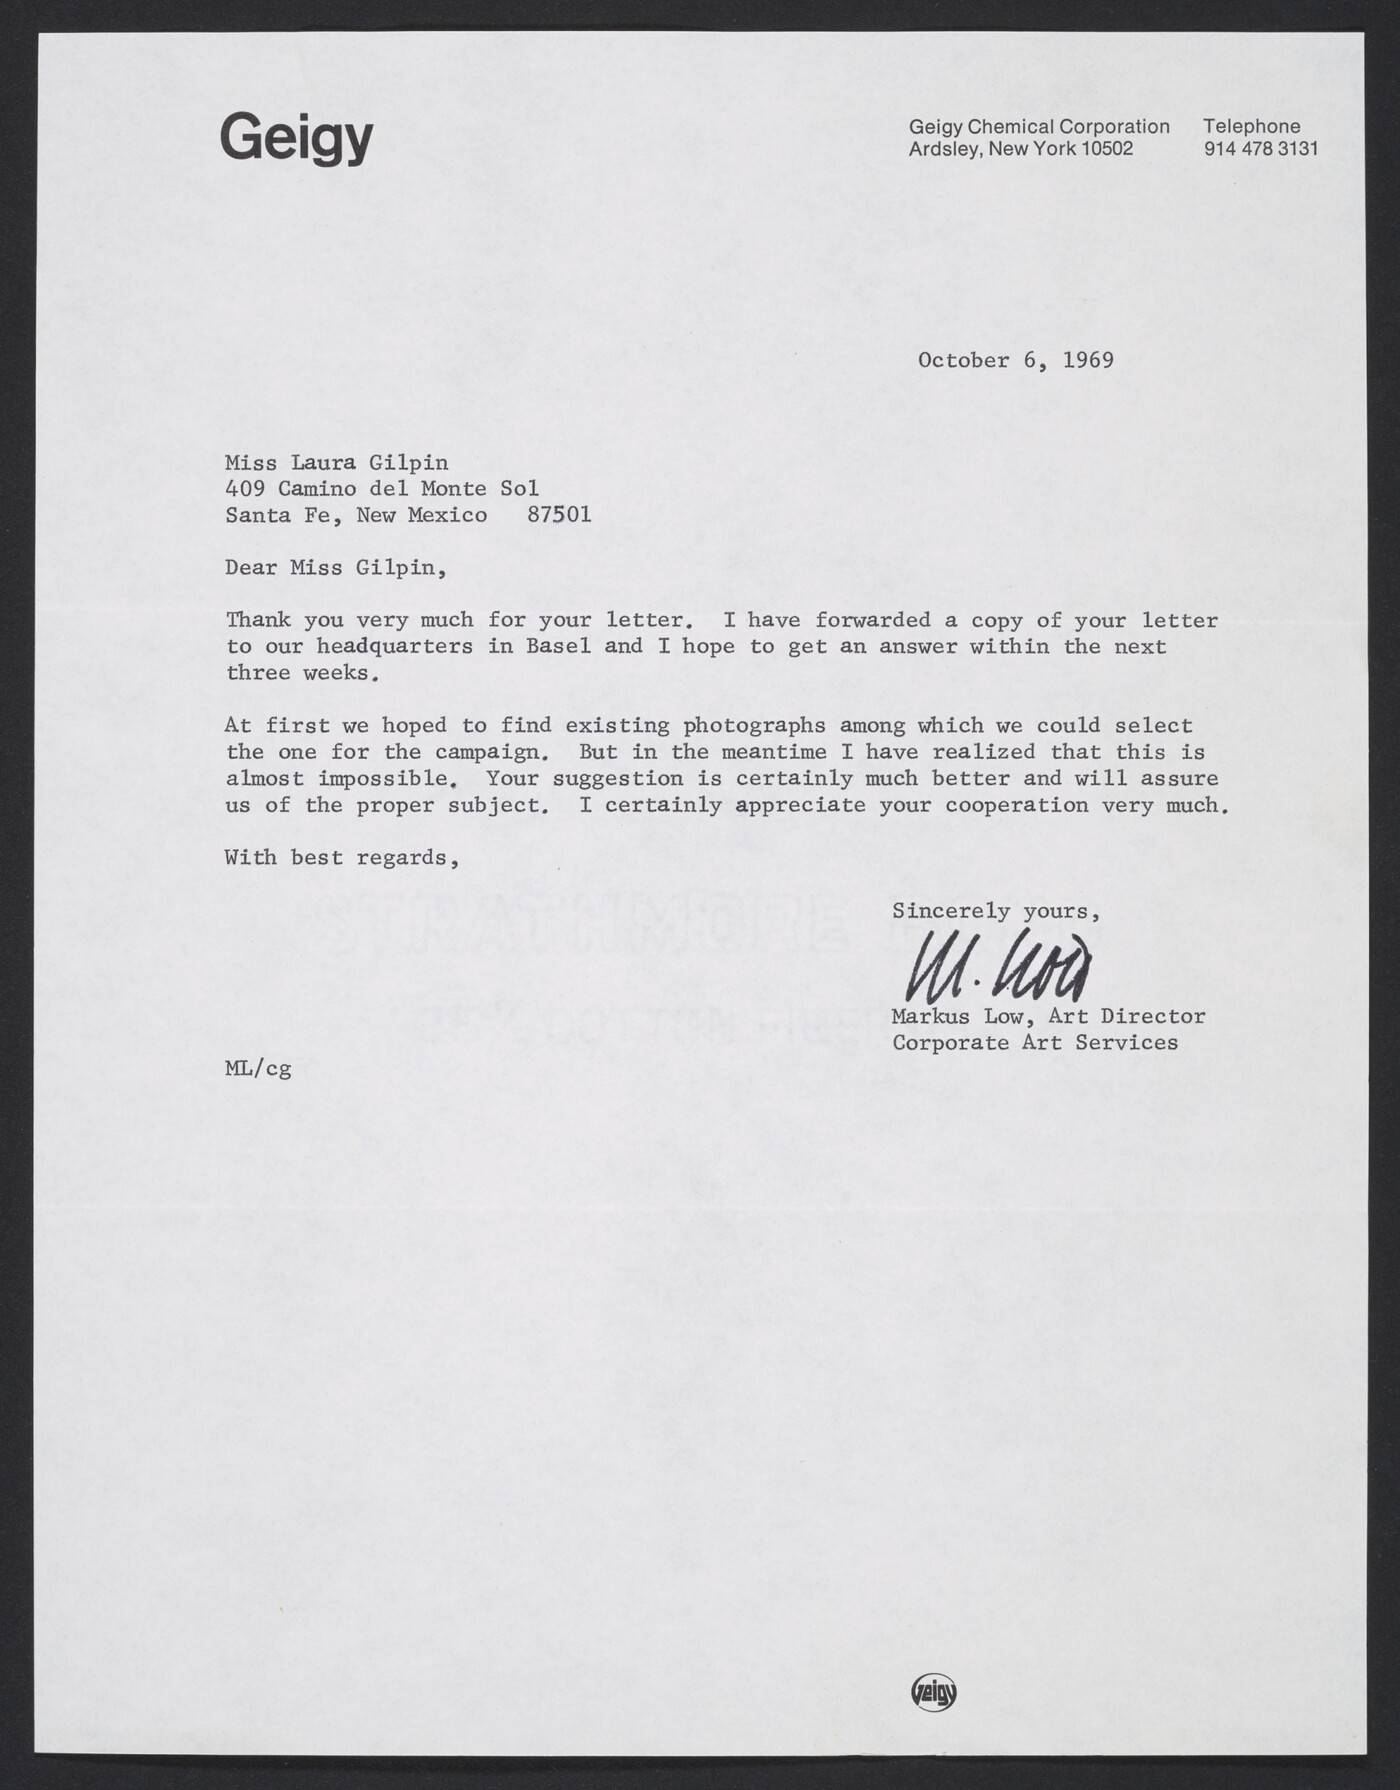 Geigy
Geigy Chemical Corporation
Ardsley, New York 10502
Telephone
914 478 3131
October 6, 1969
Miss Laura Gilpin
409 Camino del Monte Sol
Santa Fe, New Mexico   87501
Dear Miss Gilpin,
Thank you very much for your letter.  I have forwarded a copy of your letter
to our headquarters in Basel and I hope to get an answer within the next
three weeks.
At first we hoped to find existing photographs among which we could select
the one for the campaign.  But in the meantime I have realized that this is
almost impossible.  Your suggestion is certainly much better and will assure
us of the proper subject.  I certainly appreciate your cooperation very much.
With best regards,
Sincerely yours,
STRATHMORE
M. Low
Markus Low, Art Director
COTTON FIBER
Corporate Art Services
ML/cg
Geigy